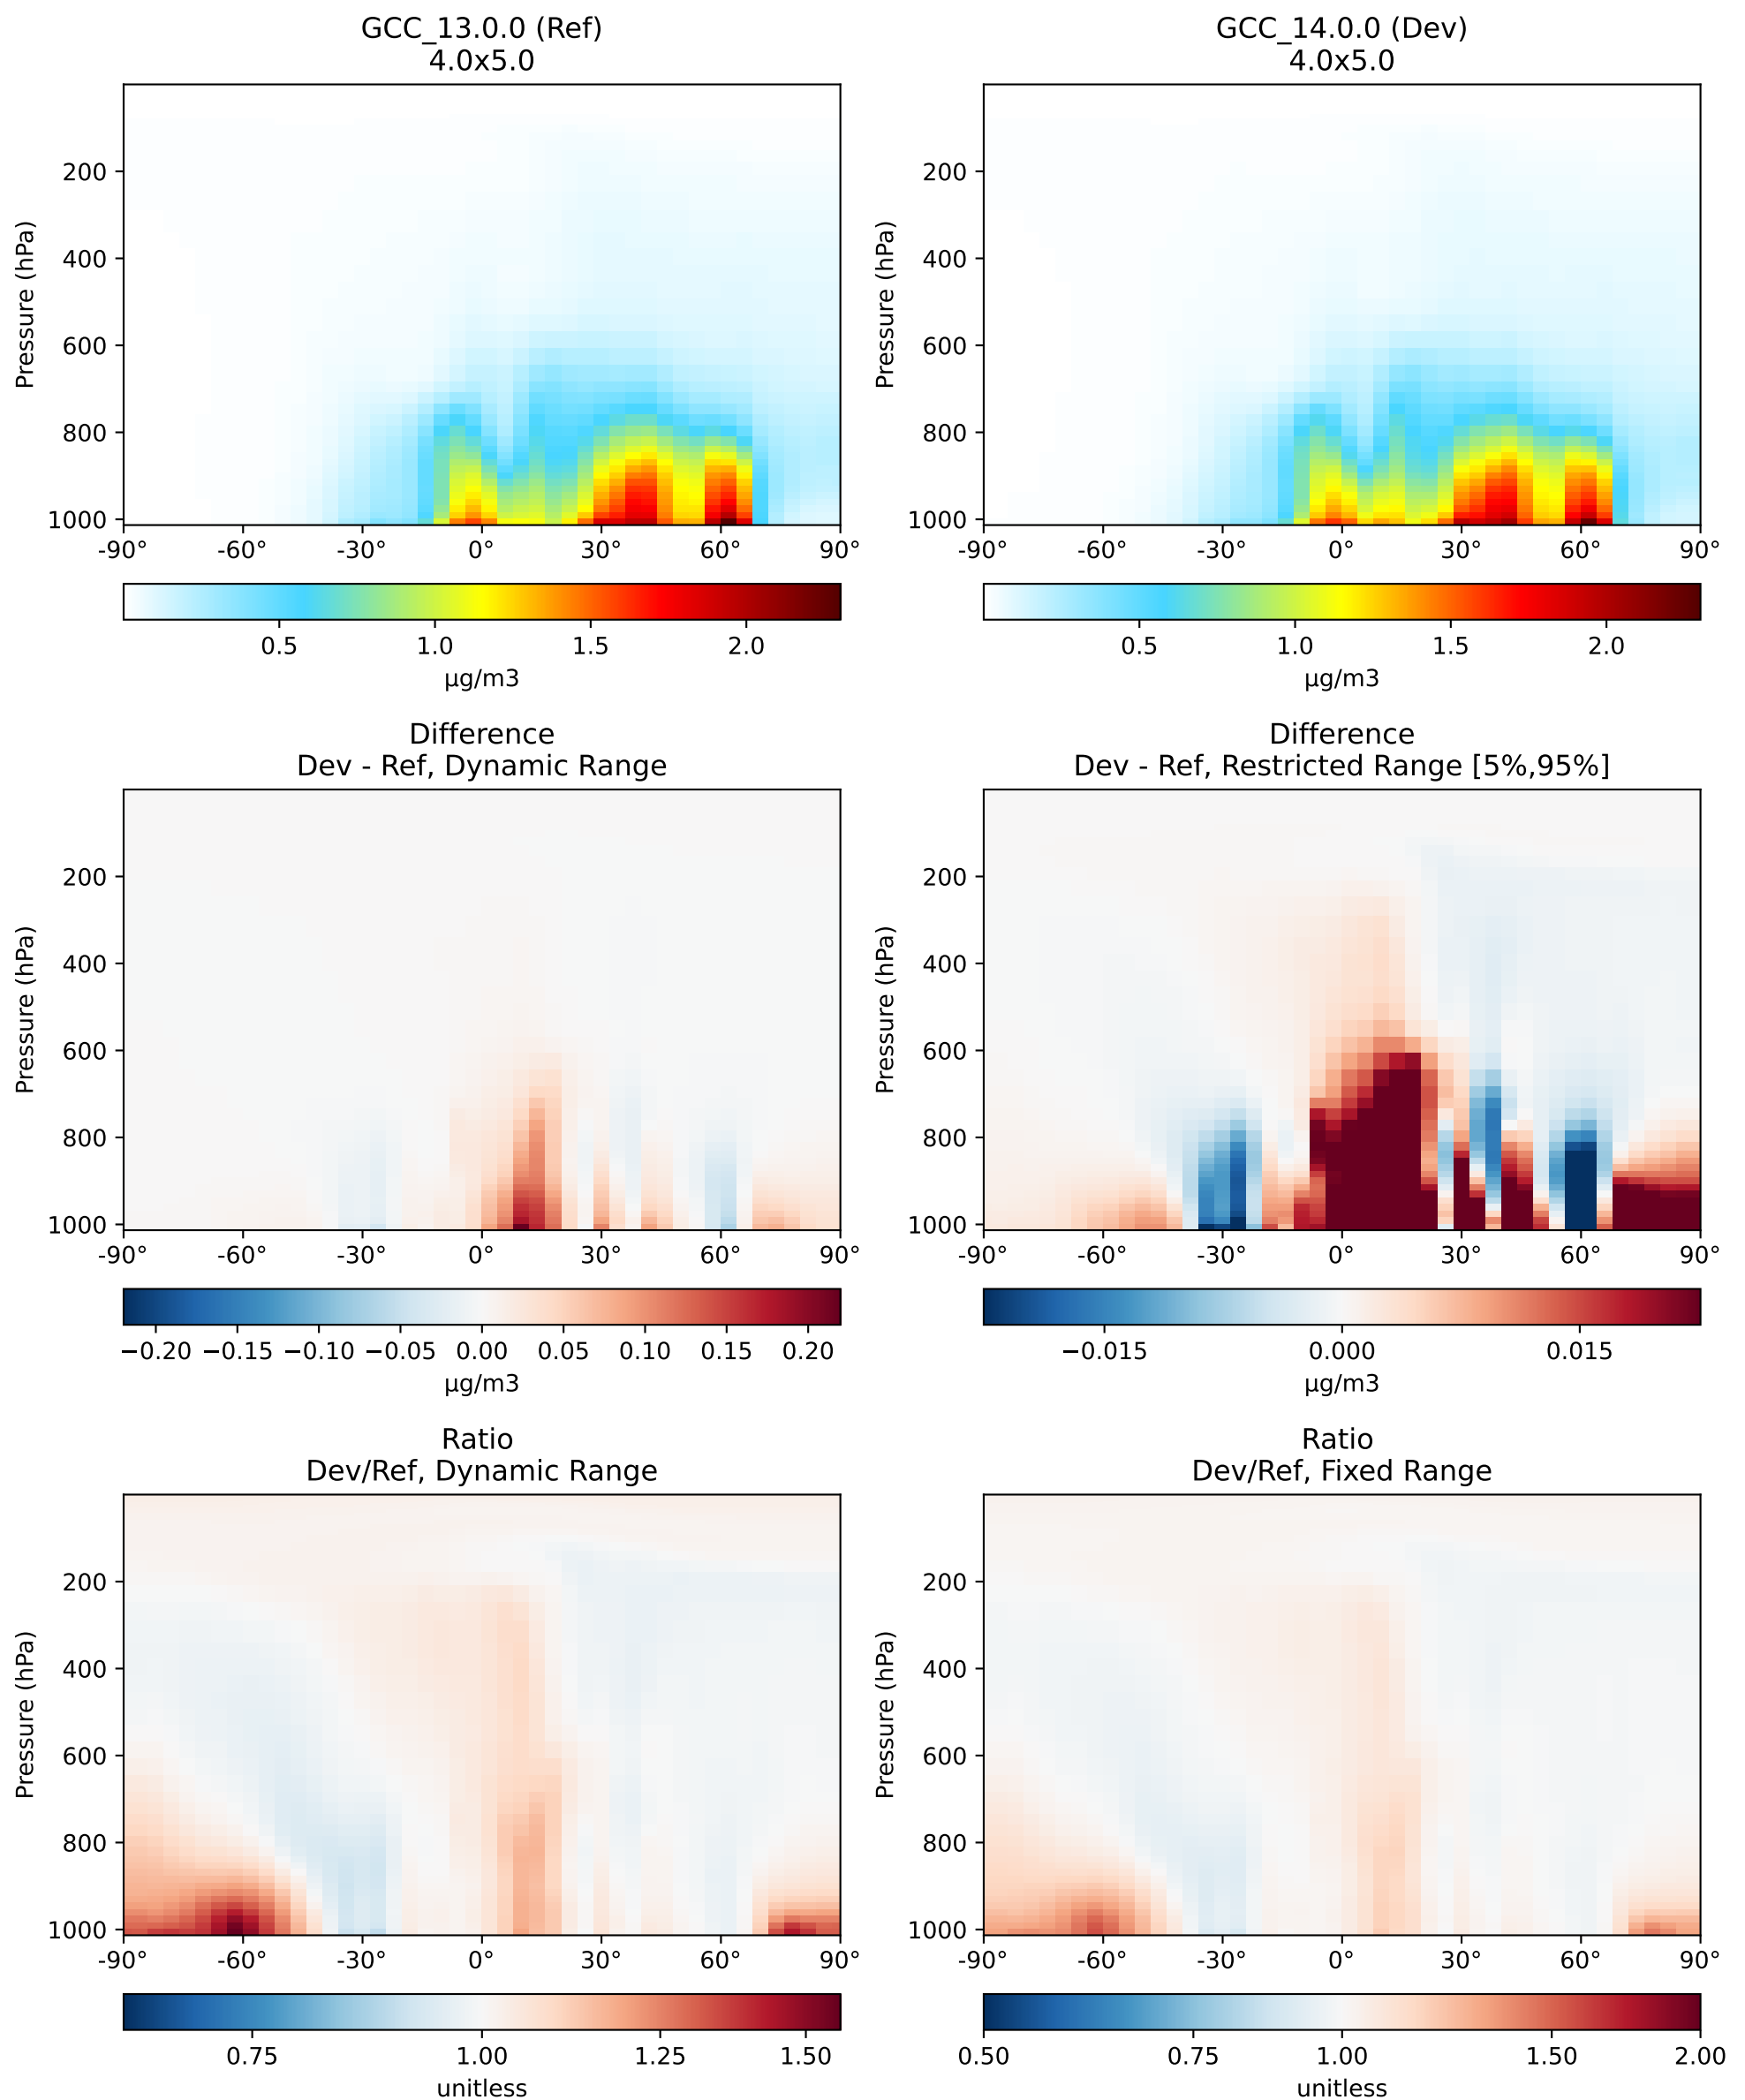 GCC_13.0.0 (Ref)
4.0x5.0
Pressure (hPa)
200
400
600
800
1000
-90° -60° -30° 0° 30° 60° 90°
0.5 1.0 1.5 2.0
µg/m3
GCC_14.0.0 (Dev)
4.0x5.0
Pressure (hPa)
200
400
600
800
1000
-90° -60° -30° 0° 30° 60° 90°
0.5 1.0 1.5 2.0
µg/m3
Difference
Dev - Ref, Dynamic Range
Pressure (hPa)
200
400
600
800
1000
-90° -60° -30° 0° 30° 60° 90°
−0.20 −0.15 −0.10 −0.05 0.00 0.05 0.10 0.15 0.20
µg/m3
Difference
Dev - Ref, Restricted Range [5%,95%]
Pressure (hPa)
200
400
600
800
1000
-90° -60° -30° 0° 30° 60° 90°
−0.015 0.000 0.015
µg/m3
Ratio
Dev/Ref, Dynamic Range
Pressure (hPa)
200
400
600
800
1000
-90° -60° -30° 0° 30° 60° 90°
0.75 1.00 1.25 1.50
unitless
Ratio
Dev/Ref, Fixed Range
Pressure (hPa)
200
400
600
800
1000
-90° -60° -30° 0° 30° 60° 90°
0.50 0.75 1.00 1.50 2.00
unitless